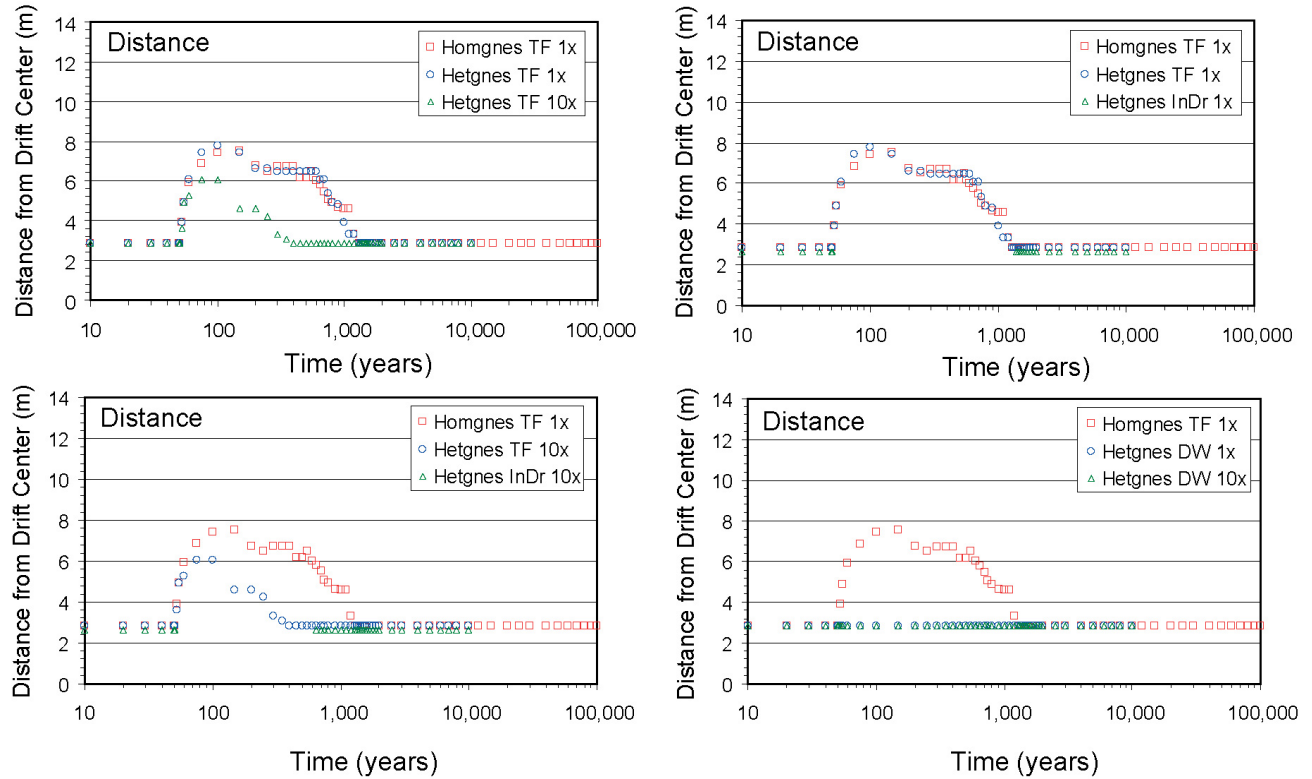 Distance from Drift Center (m)
14
12
10
8
6
4
2
0
Distance
Homgnes TF 1x
Hetgnes TF 1x
Hetgnes TF 10x
10
100
1,000
10,000
100,000
Time (years)
Distance from Drift Center (m)
14
12
10
8
6
4
2
0
Distance
Homgnes TF 1x
Hetgnes TF 1x
Hetgnes InDr 1x
10
100
1,000
10,000
100,000
Time (years)
Distance from Drift Center (m)
14
12
10
8
6
4
2
0
Distance
Homgnes TF 1x
Hetgnes TF 10x
Hetgnes InDr 10x
10
100
1,000
10,000
100,000
Time (years)
Distance from Drift Center (m)
14
12
10
8
6
4
2
0
Distance
Homgnes TF 1x
Hetgnes DW 1x
Hetgnes DW 10x
10
100
1,000
10,000
100,000
Time (years)